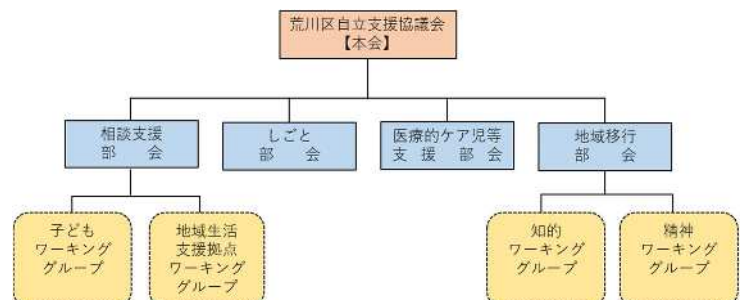 荒川区自立支援協議会
【本会】
相談支援
部　会
しごと
部　会
医療的ケア児等
支　援　部　会
地域移行
部　会
子ども
ワーキング
グループ
地域生活
支援拠点
ワーキング
グループ
知的
ワーキング
グループ
精神
ワーキング
グループ